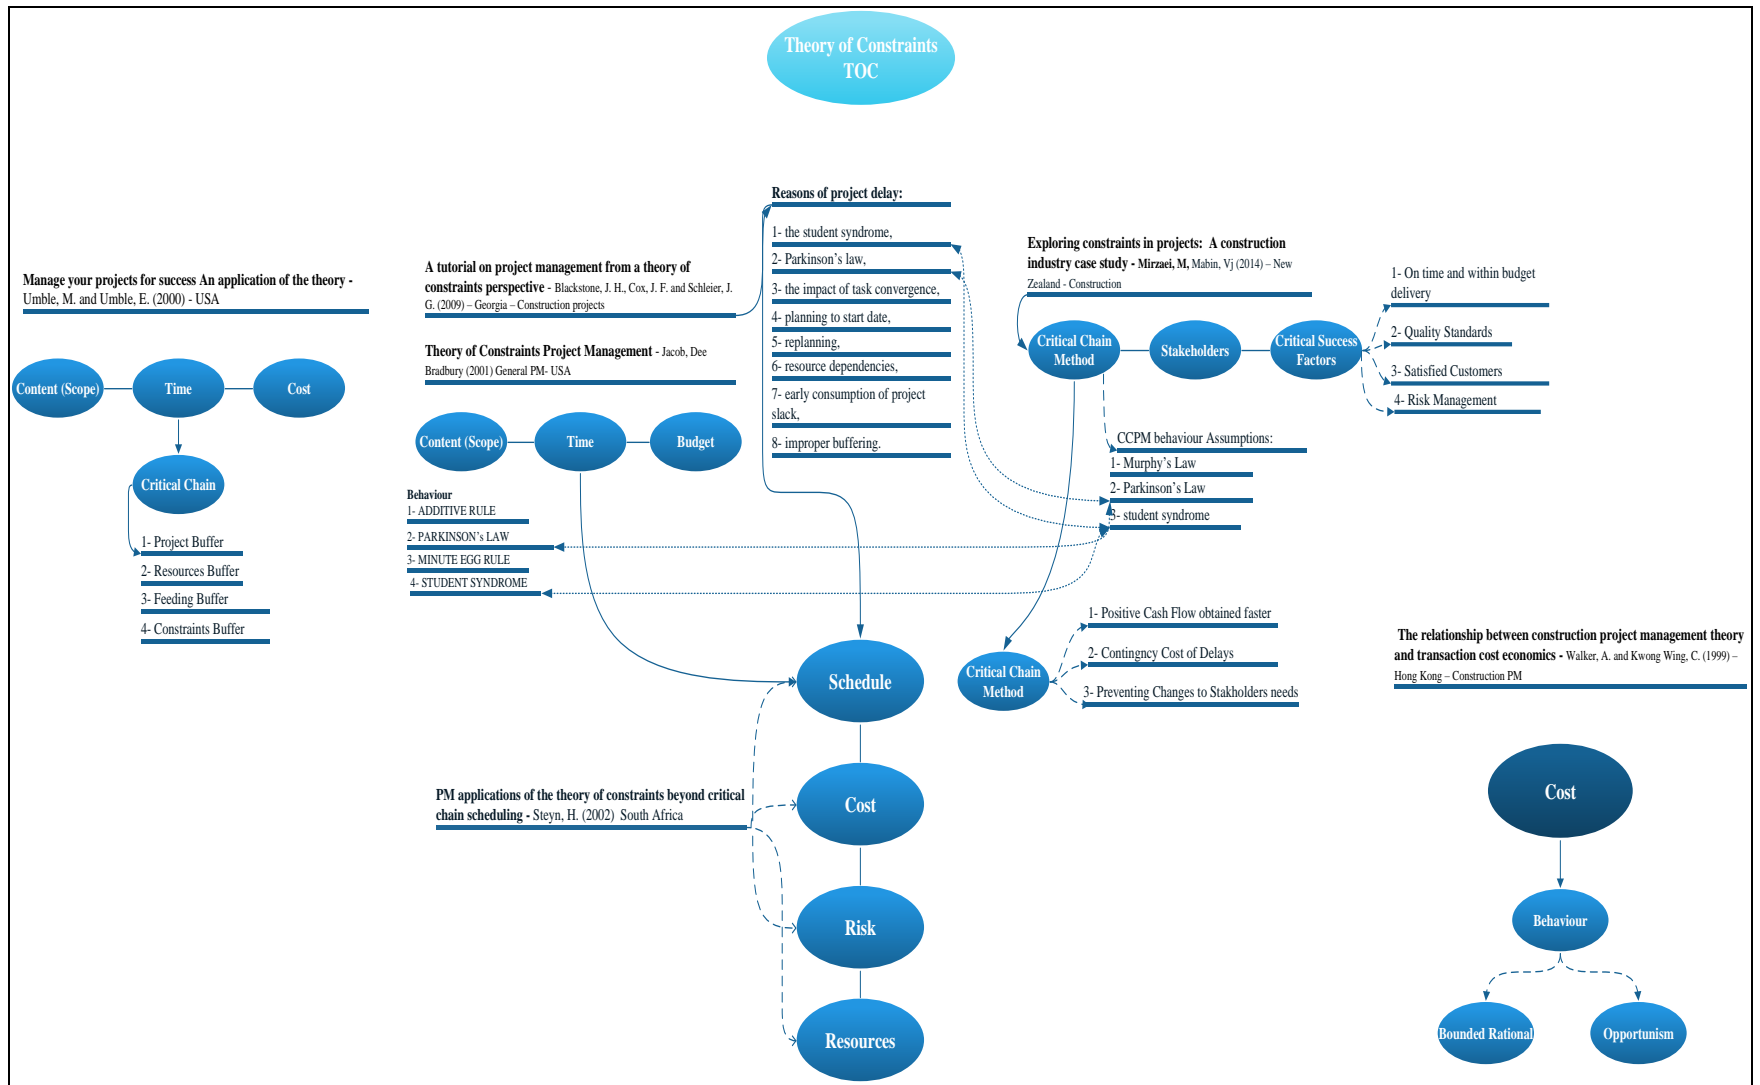 Theory of Constraints
TOC
Manage your projects for success An application of the theory -
Umble, M. and Umble, E. (2000) - USA
Content (Scope)
Time
Cost
Critical Chain
1- Project Buffer
2- Resources Buffer
3- Feeding Buffer
4- Constraints Buffer
A tutorial on project management from a theory of
constraints perspective - Blackstone, J. H., Cox, J. F. and Schleier, J.
G. (2009) – Georgia – Construction projects
Theory of Constraints Project Management - Jacob, Dee
Bradbury (2001) General PM- USA
Content (Scope)
Time
Budget
Behaviour
1- ADDITIVE RULE
2- PARKINSON's LAW
3- MINUTE EGG RULE
4- STUDENT SYNDROME
Reasons of project delay:
1- the student syndrome,
2- Parkinson's law,
3- the impact of task convergence,
4- planning to start date,
5- replanning,
6- resource dependencies,
7- early consumption of project
slack,
8- improper buffering.
Exploring constraints in projects: A construction
industry case study - Mirzaei, M, Mabin, Vj (2014) – New
Zealand - Construction
Critical Chain
Method
Stakeholders
Critical Success
Factors
1- On time and within budget
delivery
2- Quality Standards
3- Satisfied Customers
4- Risk Management
CCPM behaviour Assumptions:
1- Murphy's Law
2- Parkinson's Law
3- student syndrome
Critical Chain
Method
1- Positive Cash Flow obtained faster
2- Contingncy Cost of Delays
3- Preventing Changes to Stakholders needs
Schedule
Cost
Risk
Resources
PM applications of the theory of constraints beyond critical
chain scheduling - Steyn, H. (2002) South Africa
The relationship between construction project management theory
and transaction cost economics - Walker, A. and Kwong Wing, C. (1999) –
Hong Kong – Construction PM
Cost
Behaviour
Bounded Rational
Opportunism